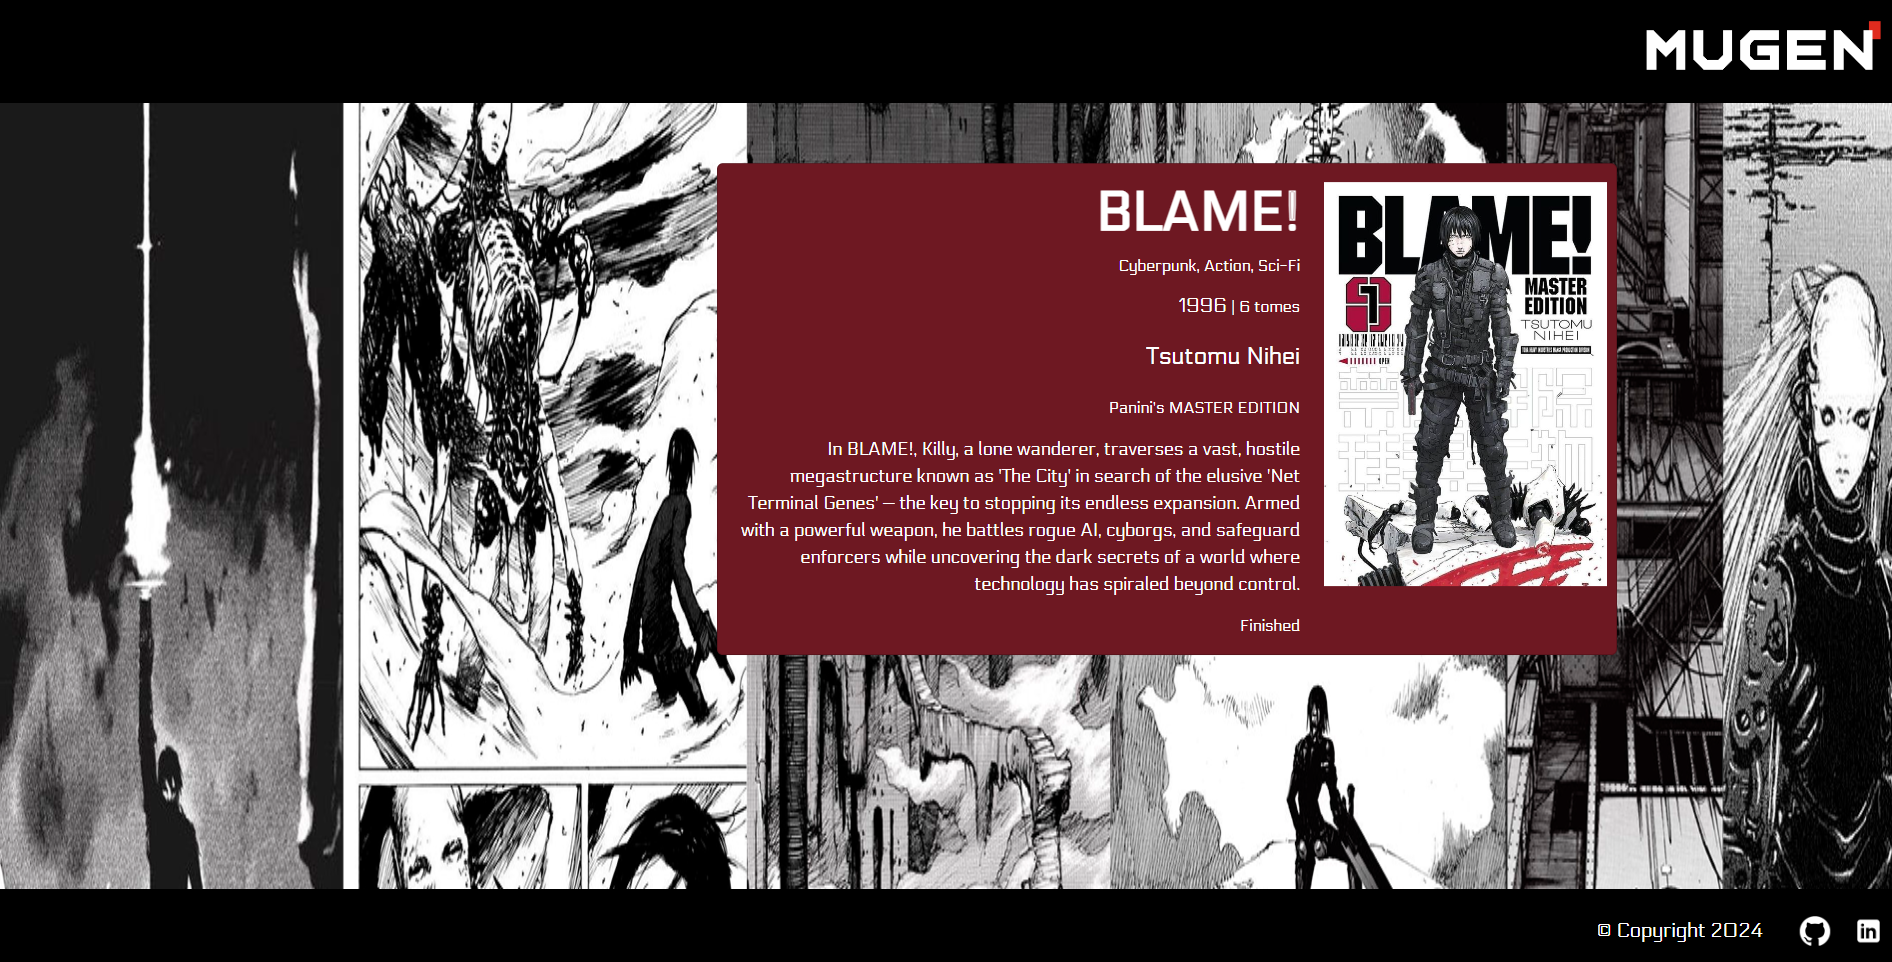 MUGEN
BLAME!
Cyberpunk, Action, Sci-Fi
1996 | 6 tomes
Tsutomu Nihei
Panini's MASTER EDITION
In BLAME!, Killy, a lone wanderer, traverses a vast, hostile
megastructure known as 'The City' in search of the elusive 'Net
Terminal Genes' — the key to stopping its endless expansion. Armed
with a powerful weapon, he battles rogue AI, cyborgs, and safeguard
enforcers while uncovering the dark secrets of a world where
technology has spiraled beyond control.
Finished
BLAME!
1
MASTER
EDITION
TSUTOMU
NIHEI
© Copyright 2024
in